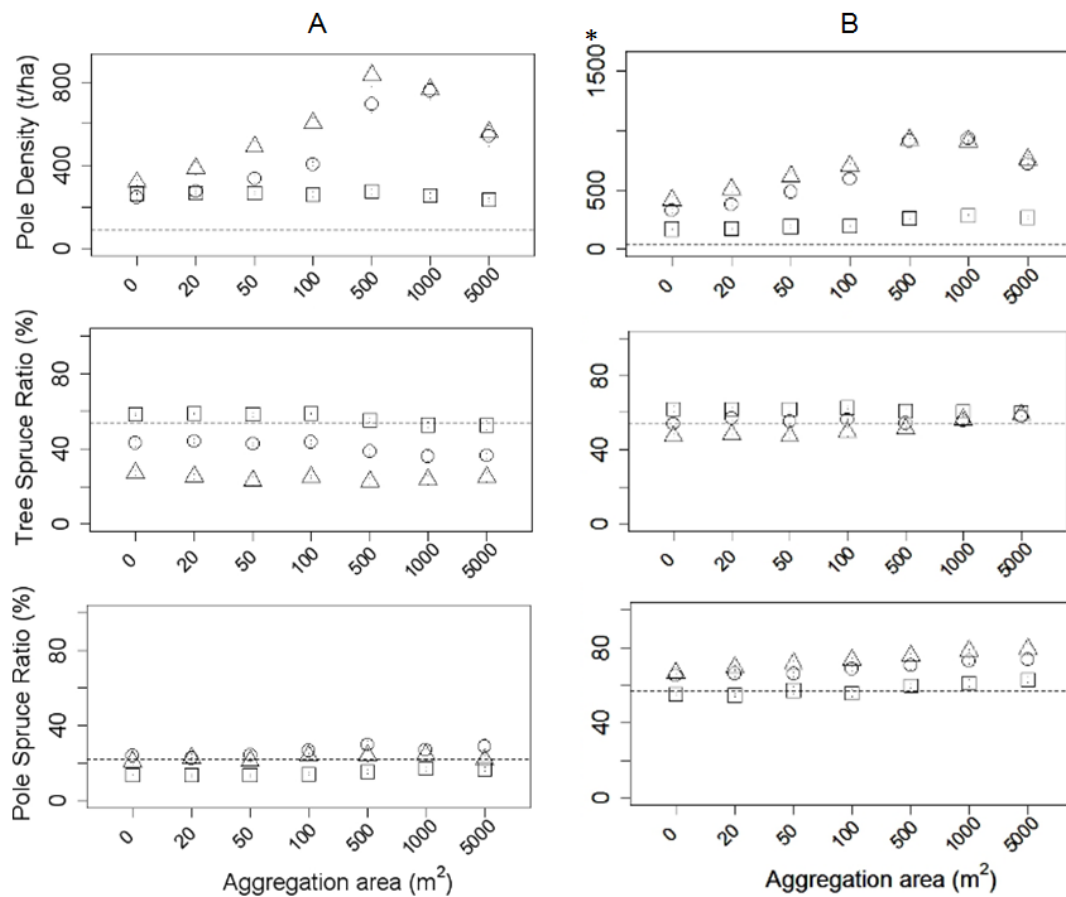 A
B
*
Pole Density (t/ha)
800
400
0
0 20 50 100 500 1000 5000
1500
500
0
0 20 50 100 500 1000 5000
Tree Spruce Ratio (%)
80
40
0
0 20 50 100 500 1000 5000
80
40
0
0 20 50 100 500 1000 5000
Pole Spruce Ratio (%)
80
40
0
0 20 50 100 500 1000 5000
Aggregation area (m²)
80
40
0
0 20 50 100 500 1000 5000
Aggregation area (m²)